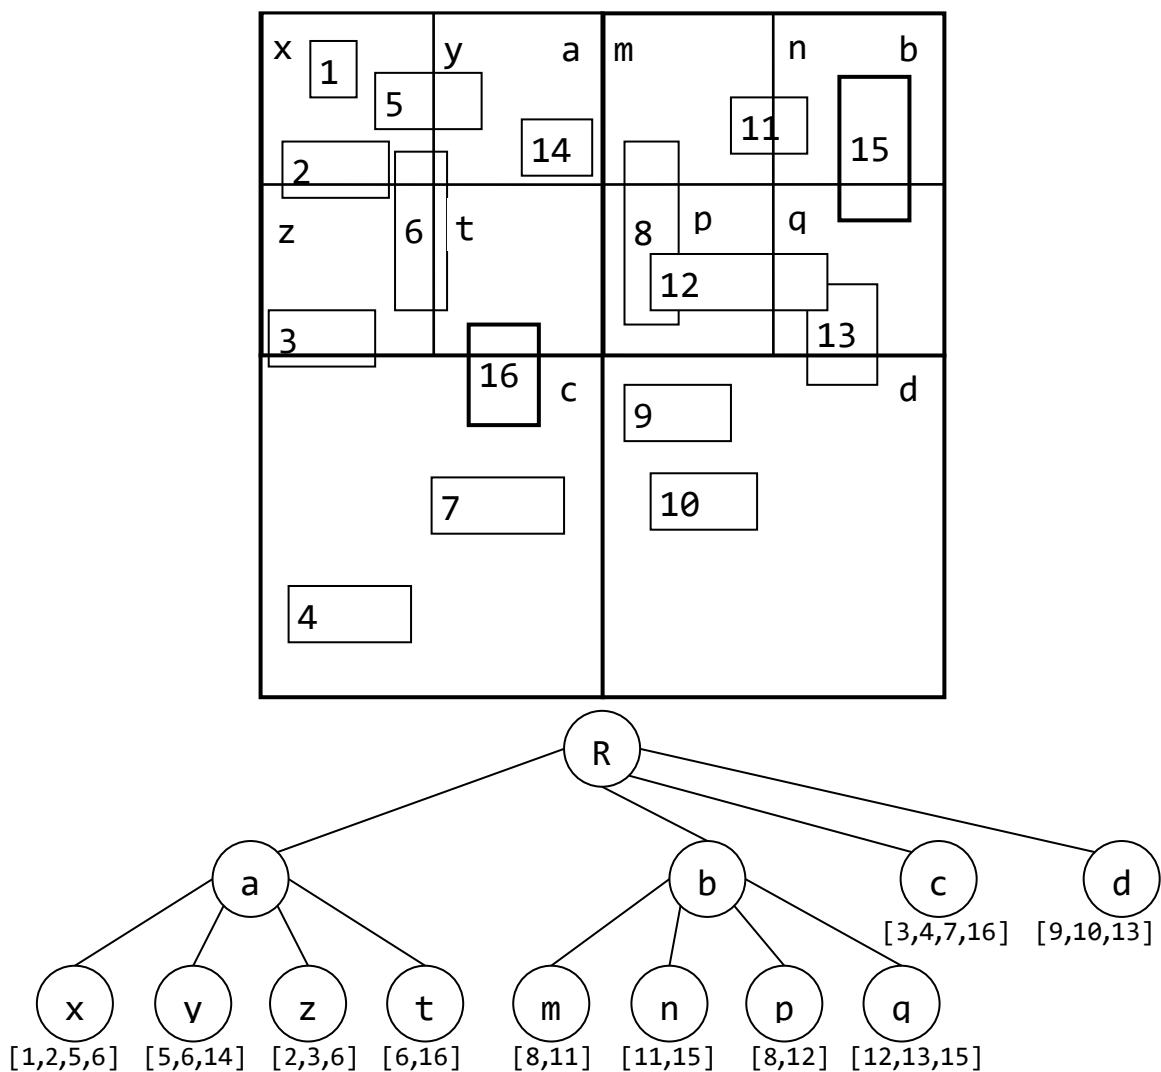 x y a m n b
1
5
11
14
15
2
z 6 t 8 p q
12
3
13
16
c d
9
7
10
4
R
a b c d
[3,4,7,16] [9,10,13]
x y z t m n p q
[1,2,5,6] [5,6,14] [2,3,6] [6,16] [8,11] [11,15] [8,12] [12,13,15]